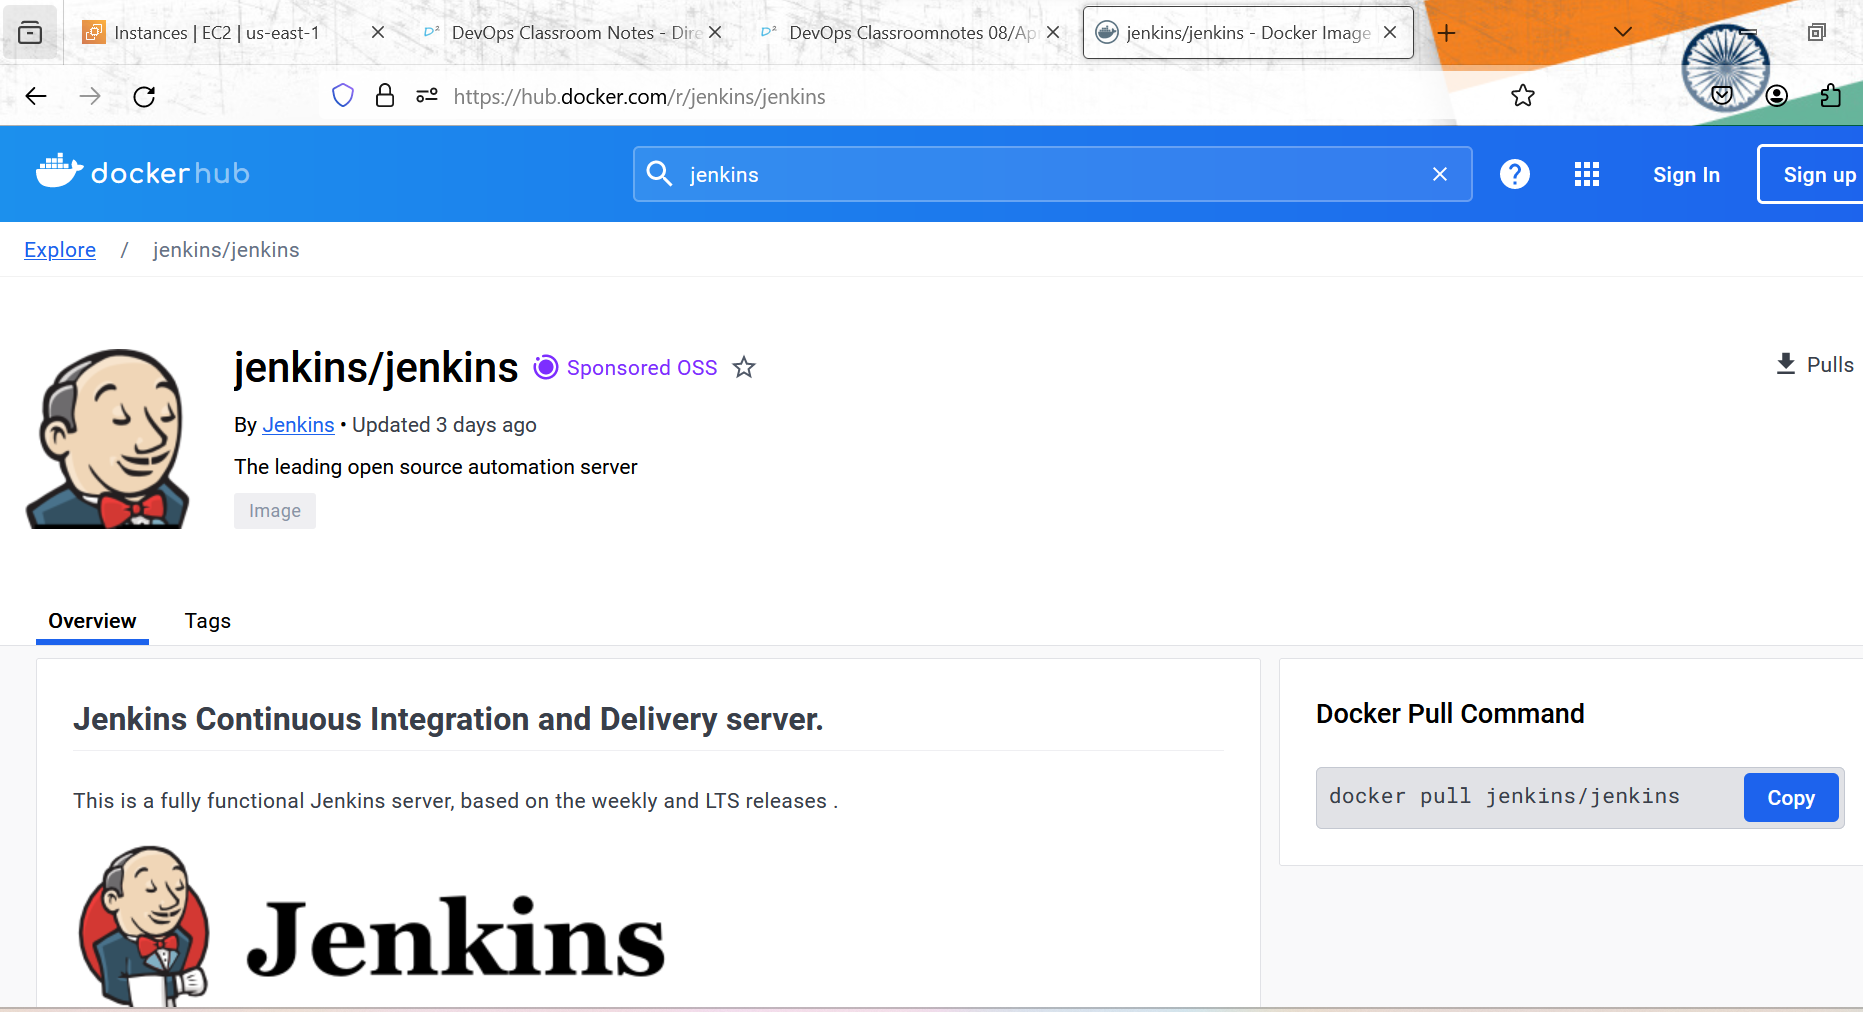 Instances | EC2 | us-east-1
DevOps Classroom Notes - Dire
DevOps Classroomnotes 08/Ap
jenkins/jenkins - Docker Image
https://hub.docker.com/r/jenkins/jenkins
docker hub
jenkins
Sign In
Sign up
Explore / jenkins/jenkins
jenkins/jenkins
Sponsored OSS
Pulls
By Jenkins • Updated 3 days ago
The leading open source automation server
Image
Overview
Tags
Jenkins Continuous Integration and Delivery server.
This is a fully functional Jenkins server, based on the weekly and LTS releases .
Jenkins
Docker Pull Command
docker pull jenkins/jenkins
Copy